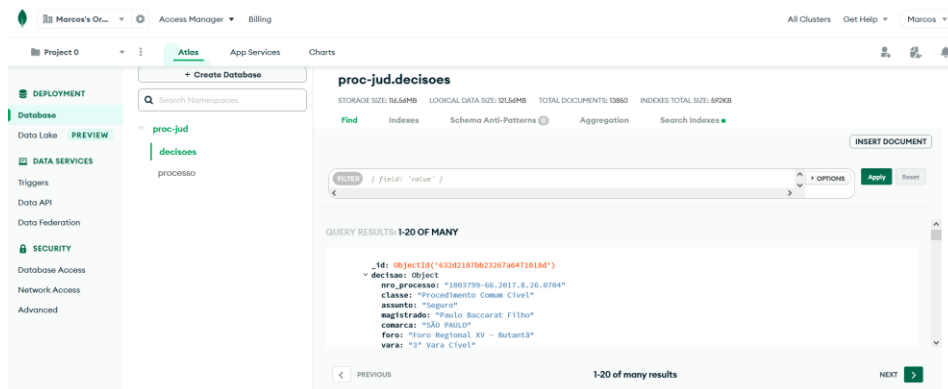 Marcos's Or... Access Manager Billing All Clusters Get Help Marcos
Project 0 Atlas App Services Charts
DEPLOYMENT
Database
Data Lake PREVIEW
DATA SERVICES
Triggers
Data API
Data Federation
SECURITY
Database Access
Network Access
Advanced
+ Create Database
Search Namespaces
proc-jud
decisoes
processo
proc-jud.decisoes
STORAGE SIZE: 116.56MB LOGICAL DATA SIZE: 121.56MB TOTAL DOCUMENTS: 13850 INDEXES TOTAL SIZE: 592KB
Find Indexes Schema Anti-Patterns 0 Aggregation Search Indexes
INSERT DOCUMENT
FILTER { field: 'value' } OPTIONS Apply Reset
QUERY RESULTS: 1-20 OF MANY
_id: ObjectId('632d2187bb23267a6471018d')
decisao: Object
nro_processo: "1003799-66.2017.8.26.0704"
classe: "Procedimento Comum Cível"
assunto: "Seguro"
magistrado: "Paulo Baccarat Filho"
comarca: "SÃO PAULO"
foro: "Foro Regional XV - Butantã"
vara: "3ª Vara Cível"
PREVIOUS 1-20 of many results NEXT